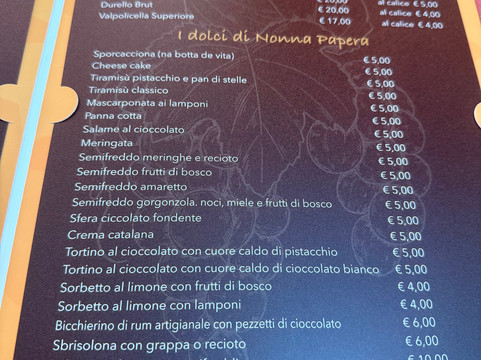 Durello Brut € 20,00 al calice € 5,00
Valpolicella Superiore € 20,00 al calice € 4,00
€ 17,00 al calice € 4,00
I dolci di Nonna Papera
Sporcacciona (na botta de vita) € 5,00
Cheese cake € 5,00
Tiramisù pistacchio e pan di stelle € 5,00
Tiramisù classico € 5,00
Mascarponata ai lamponi € 5,00
Panna cotta € 5,00
Salame al cioccolato € 5,00
Meringata € 5,00
Semifreddo meringhe e recioto € 5,00
Semifreddo frutti di bosco € 5,00
Semifreddo amaretto € 5,00
Semifreddo gorgonzola, noci, miele e frutti di bosco € 5,00
Sfera ciccolato fondente € 5,00
Crema catalana € 5,00
Tortino al cioccolato con cuore caldo di pistacchio € 5,00
Tortino al cioccolato con cuore caldo di cioccolato bianco € 5,00
Sorbetto al limone con frutti di bosco € 4,00
Sorbetto al limone con lamponi € 4,00
Bicchierino di rum artigianale con pezzetti di cioccolato € 6,00
Sbrisolona con grappa o recioto € 6,00
€ 10,00